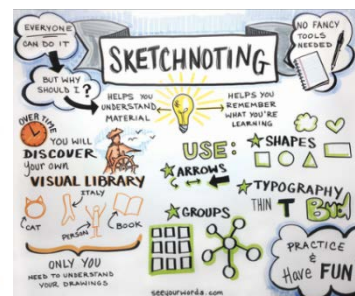 EVERYONE
CAN DO IT
BUT WHY
SHOULD I?
SKETCHNOTING
NO FANCY
TOOLS
NEEDED
HELPS YOU
UNDERSTAND
MATERIAL
HELPS YOU
REMEMBER
WHAT YOU'RE
LEARNING
OVER TIME
YOU WILL
DISCOVER
your own
VISUAL LIBRARY
CAT
ITALY
PERSON
BOOK
ONLY YOU
NEED TO UNDERSTAND
YOUR DRAWINGS
USE:
SHAPES
ARROWS
TYPOGRAPHY
THIN T Bye!
GROUPS
PRACTICE
&
Have FUN
seeyourwords.com